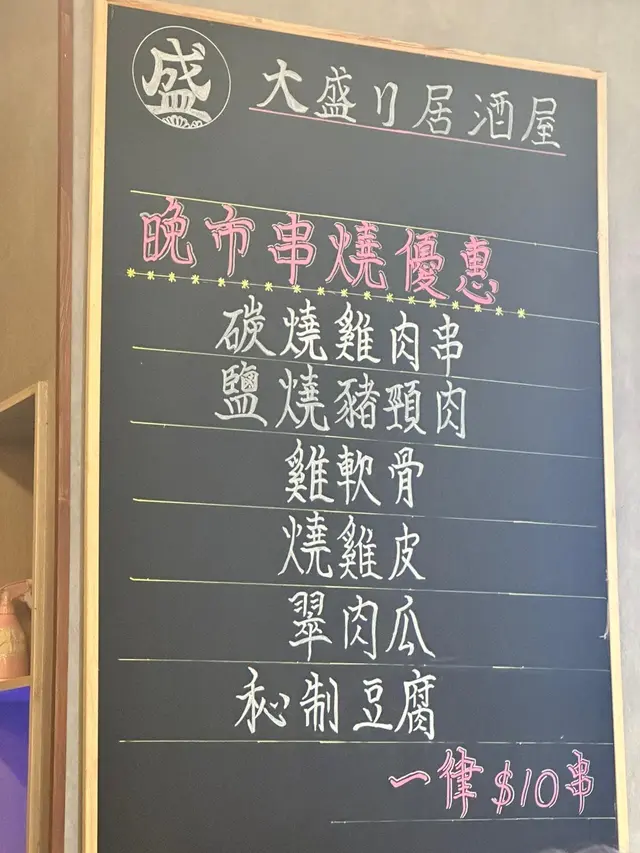 盛
大盛り居酒屋
晚市串燒優惠
碳燒雞肉串
鹽燒豬頸肉
雞軟骨
燒雞皮
翠肉瓜
秘制豆腐
一律$10串